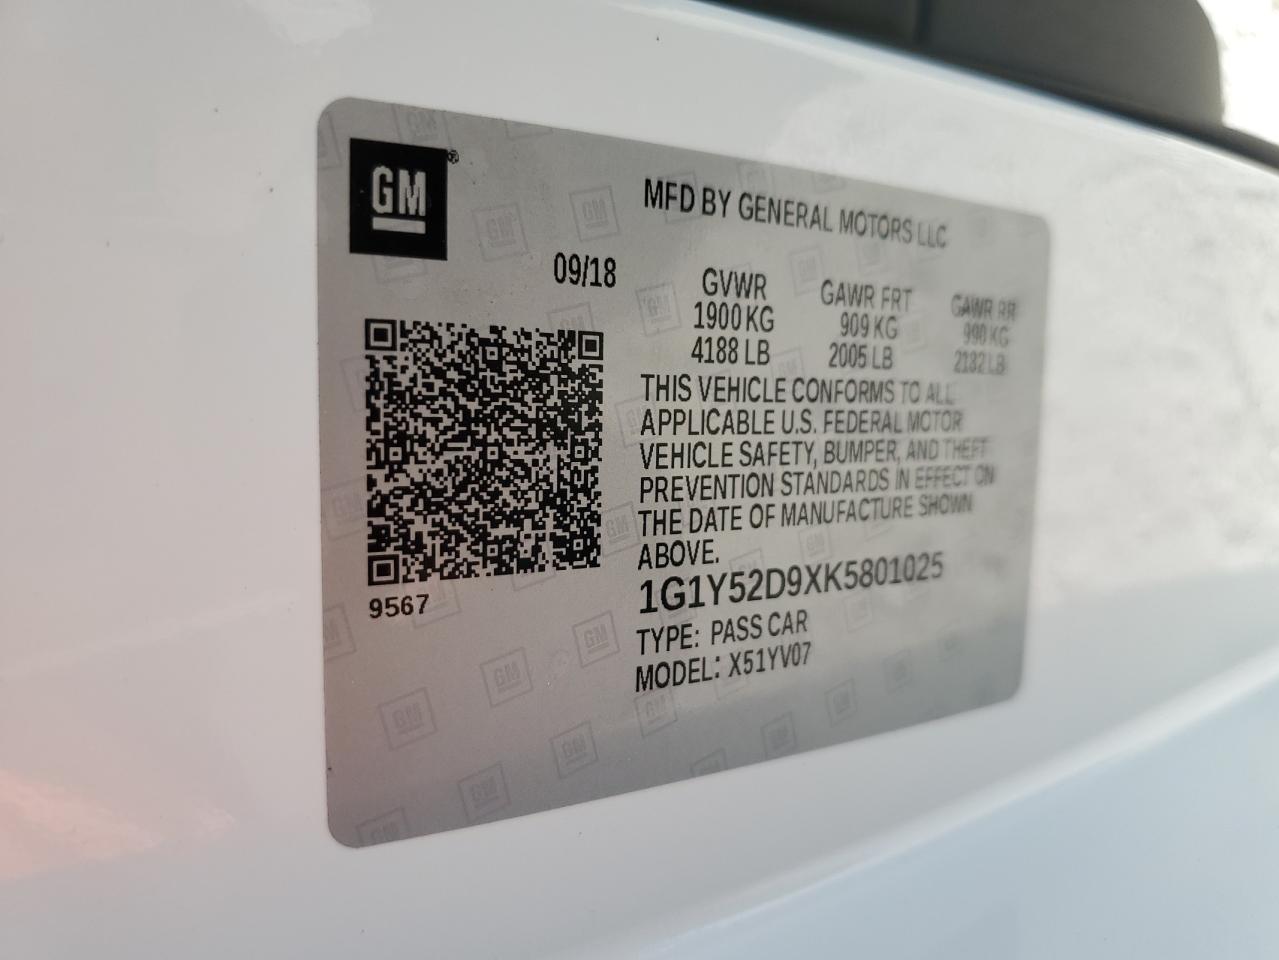 GM
MFD BY GENERAL MOTORS LLC
09/18
GVWR GAWR FRT GAWR RR
1900 KG 909 KG 990 KG
4188 LB 2005 LB 2182 LB
THIS VEHICLE CONFORMS TO ALL
APPLICABLE U.S. FEDERAL MOTOR
VEHICLE SAFETY, BUMPER, AND THEFT
PREVENTION STANDARDS IN EFFECT ON
THE DATE OF MANUFACTURE SHOWN
ABOVE.
1G1Y52D9XK5801025
9567
TYPE: PASS CAR
MODEL: X51YV07